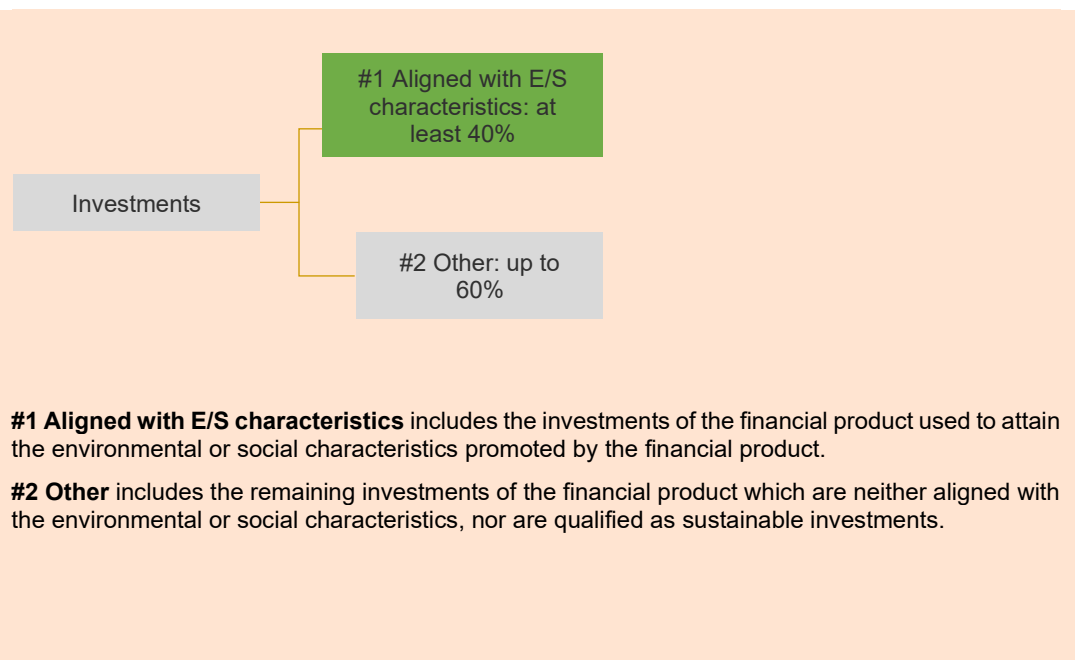 #1 Aligned with E/S
characteristics: at
least 40%
Investments
#2 Other: up to
60%
#1 Aligned with E/S characteristics includes the investments of the financial product used to attain
the environmental or social characteristics promoted by the financial product.
#2 Other includes the remaining investments of the financial product which are neither aligned with
the environmental or social characteristics, nor are qualified as sustainable investments.